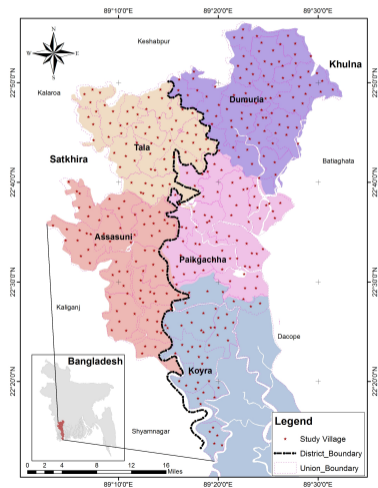 89°10'0"E 89°20'0"E 89°30'0"E
N
W E
S
Keshabpur
Khulna
22°50'0"N 22°50'0"N
Kalaroa
Dumuria
Tala
Satkhira
Batiaghata
22°40'0"N 22°40'0"N
Assasuni
Paikgachha
22°30'0"N 22°30'0"N
Kaliganj
Dacope
Bangladesh
Koyra
22°20'0"N 22°20'0"N
Shyamnagar
Legend
Study Village
District_Boundary
Union_Boundary
0 2 4 8 12 16
Miles
89°10'0"E 89°20'0"E 89°30'0"E